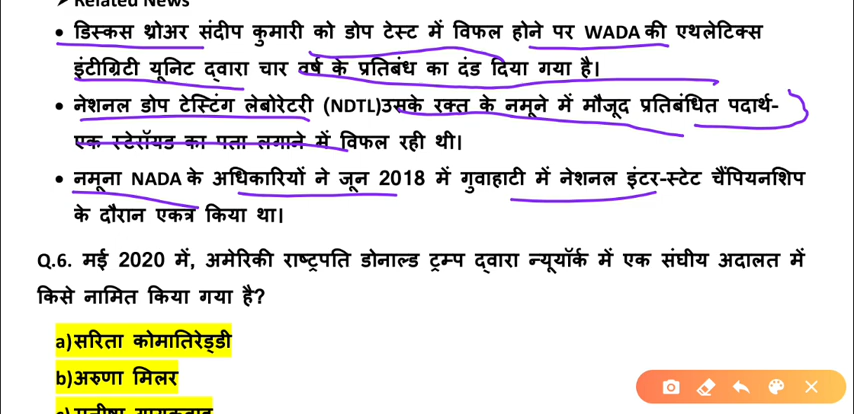 ➤ Related News
• डिस्कस थ्रोअर संदीप कुमारी को डोप टेस्ट में विफल होने पर WADA की एथलेटिक्स
इंटीग्रिटी यूनिट द्वारा चार वर्ष के प्रतिबंध का दंड दिया गया है।
• नेशनल डोप टेस्टिंग लेबोरेटरी (NDTL)उसके रक्त के नमूने में मौजूद प्रतिबंधित पदार्थ-
एक स्टेरॉयड का पता लगाने में विफल रही थी।
• नमूना NADA के अधिकारियों ने जून 2018 में गुवाहाटी में नेशनल इंटर-स्टेट चैंपियनशिप
के दौरान एकत्र किया था।
Q.6. मई 2020 में, अमेरिकी राष्ट्रपति डोनाल्ड ट्रम्प द्वारा न्यूयॉर्क में एक संघीय अदालत में
किसे नामित किया गया है?
a)सरिता कोमातिरेड्डी
b)अरुणा मिलर